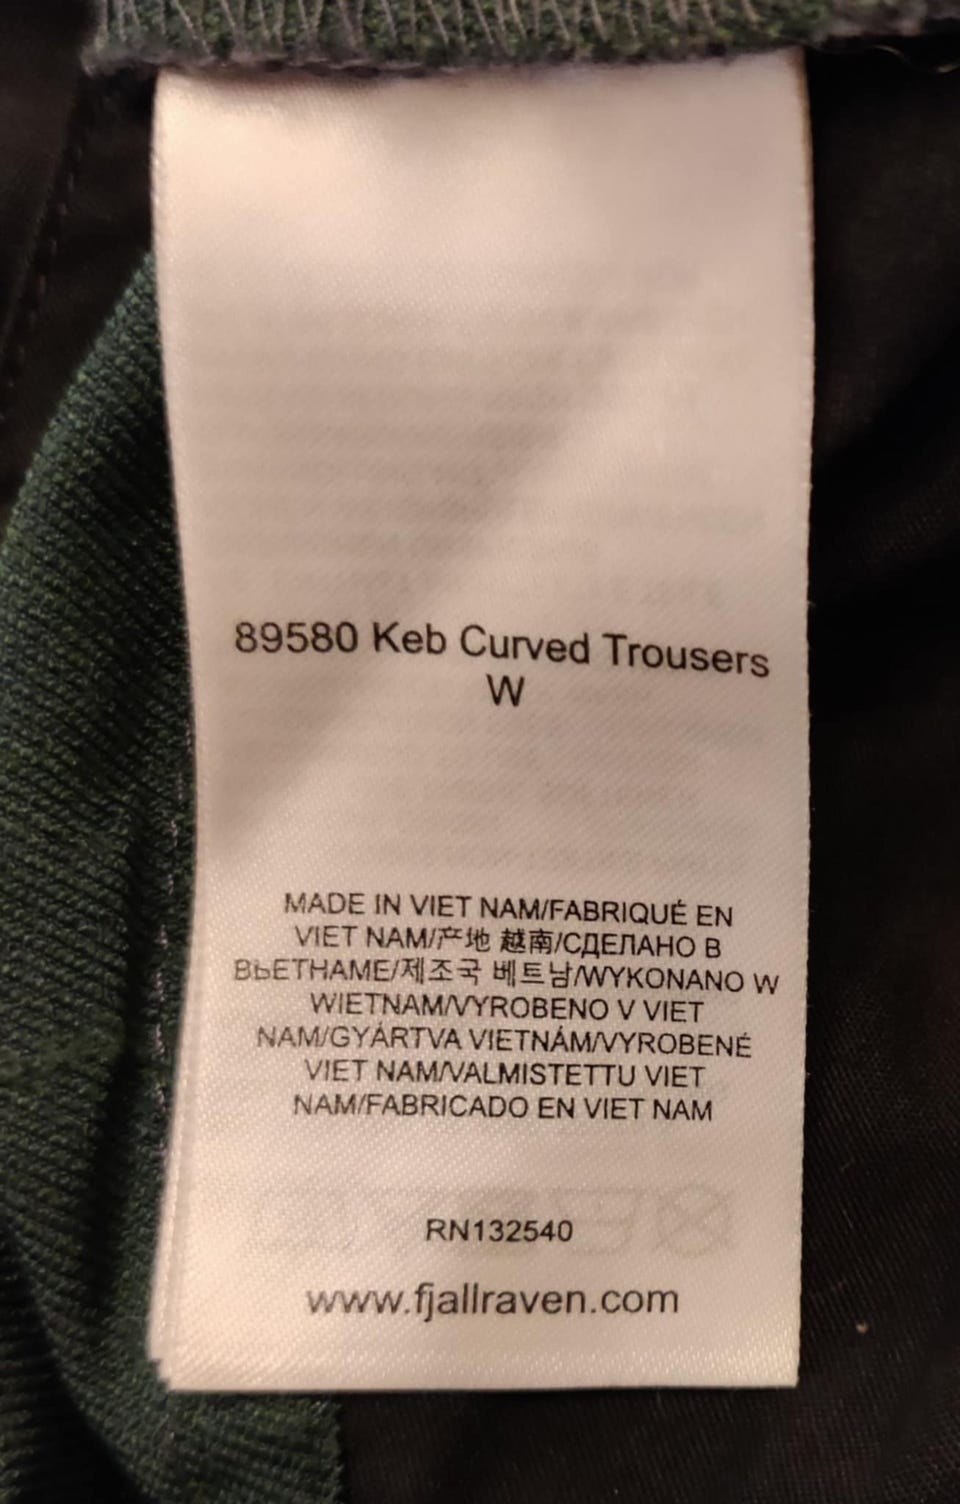 89580 Keb Curved Trousers
W
MADE IN VIET NAM/FABRIQUÉ EN
VIET NAM/产地 越南/СДЕЛАНО В
ВЬЕТНАМЕ/제조국 베트남/WYKONANO W
WIETNAM/VYROBENO V VIET
NAM/GYÁRTVA VIETNÁM/VYROBENÉ
VIET NAM/VALMISTETTU VIET
NAM/FABRICADO EN VIET NAM
RN132540
www.fjallraven.com